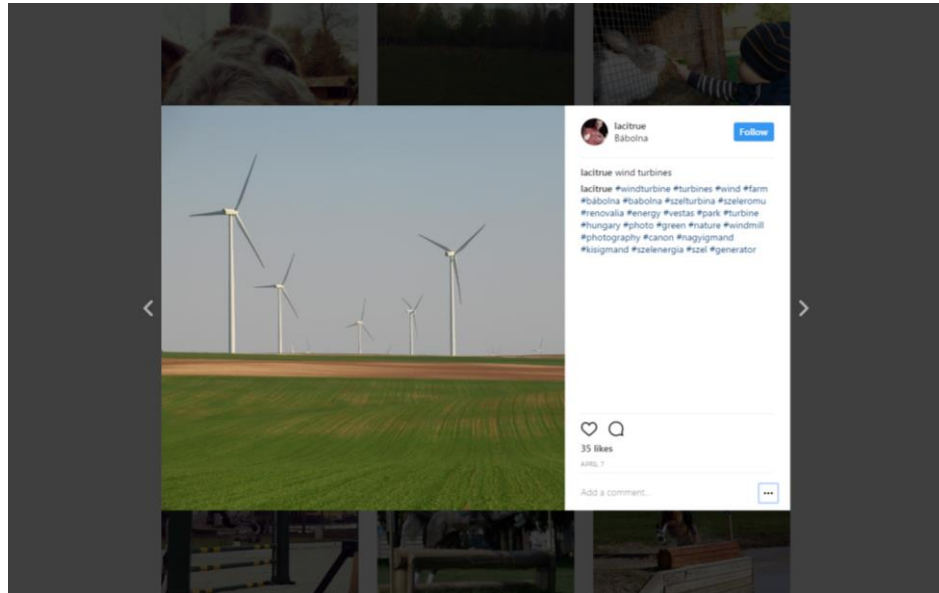 lacitrue
Bábolna
Follow
lacitrue wind turbines
lacitrue #windturbine #turbines #wind #farm
#bábolna #babolna #szelturbina #szeleromu
#renovalia #energy #vestas #park #turbine
#hungary #photo #green #nature #windmill
#photography #canon #nagyigmand
#kisigmand #szelenergia #szel #generator
35 likes
APRIL 7
Add a comment...